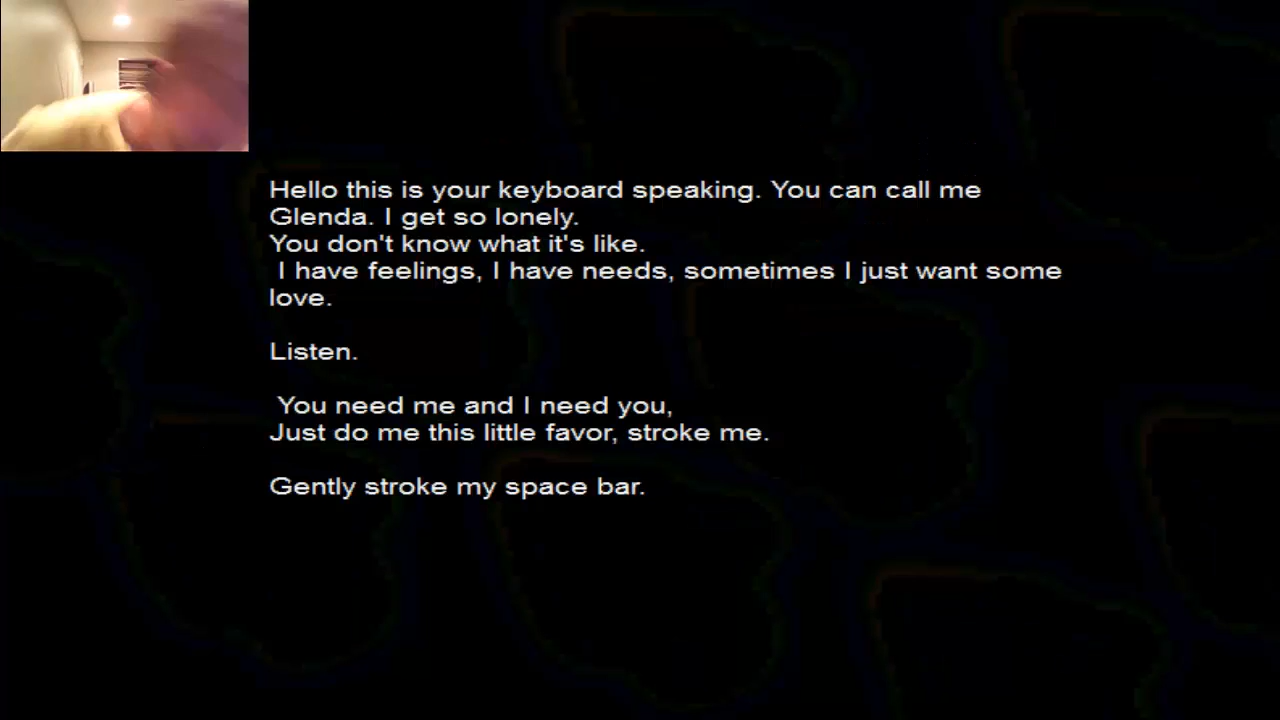 Hello this is your keyboard speaking. You can call me
Glenda. I get so lonely.
You don't know what it's like.
I have feelings, I have needs, sometimes I just want some
love.
Listen.
You need me and I need you,
Just do me this little favor, stroke me.
Gently stroke my space bar.